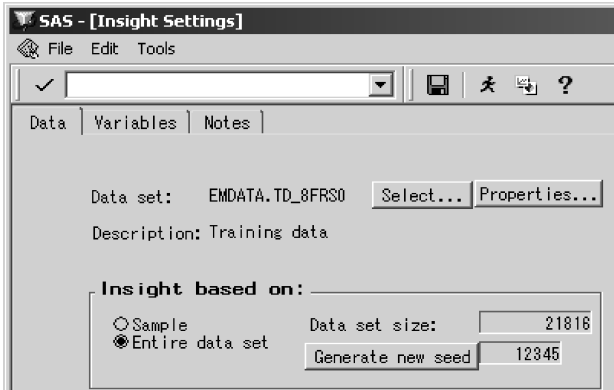 SAS - [Insight Settings]
File Edit Tools
?
Data Variables Notes
Data set: EMDATA.TD_8FRS0 Select... Properties...
Description: Training data
Insight based on:
Sample Data set size: 21816
Entire data set
Generate new seed 12345